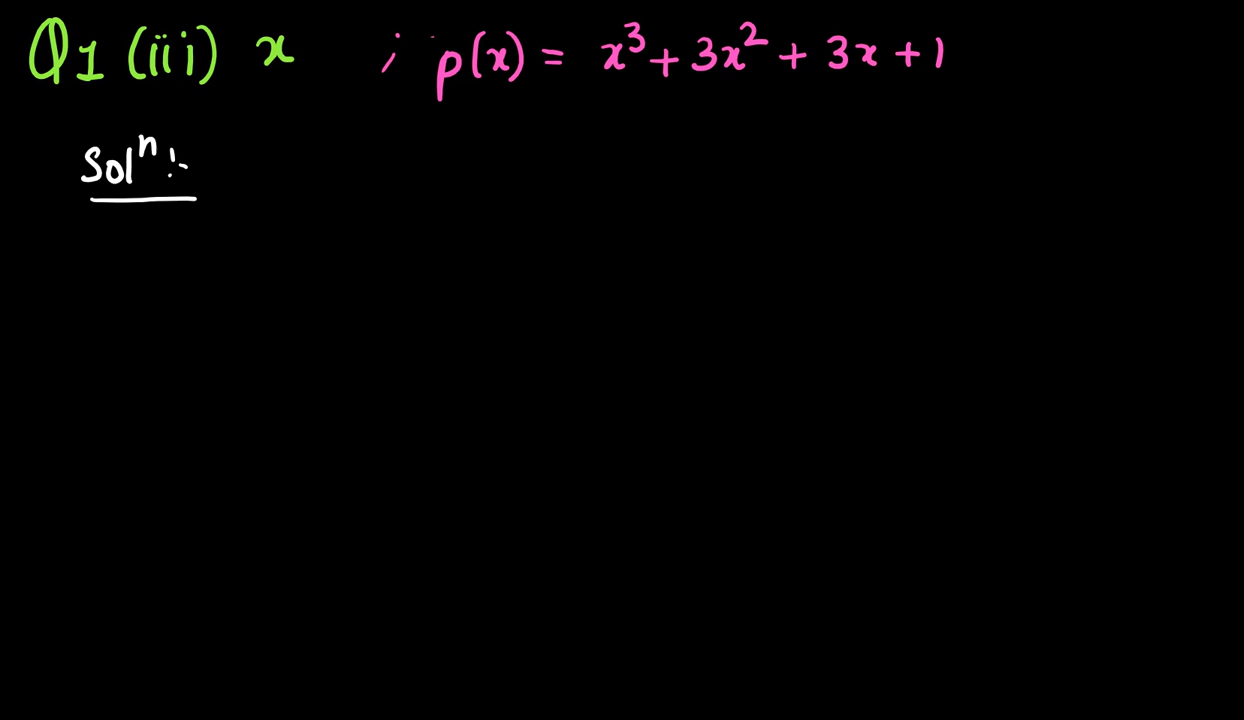 Q1 (iii) x ; p(x) = x³ + 3x² + 3x + 1
Solⁿ :-